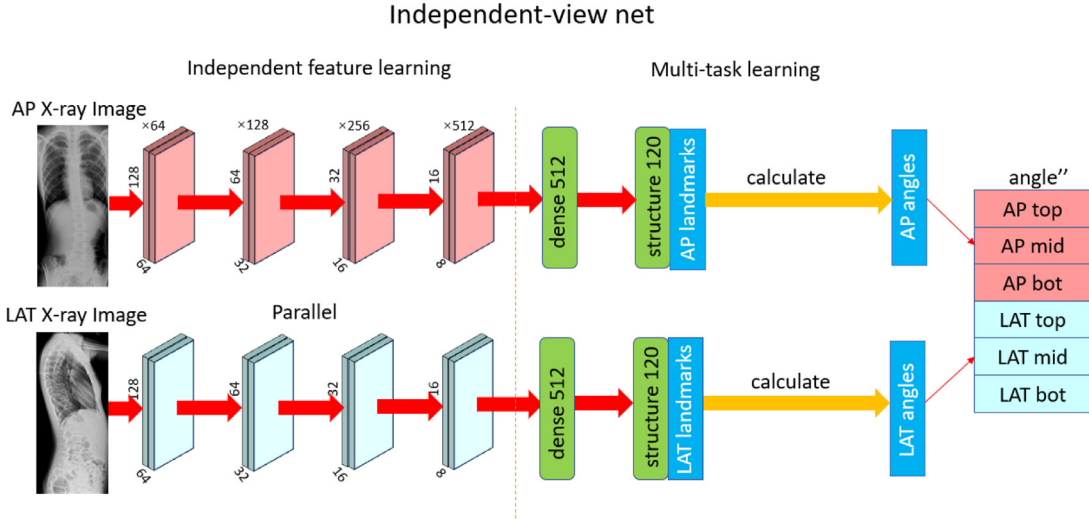 Independent-view net
Independent feature learning
Multi-task learning
AP X-ray Image
×64
×128
×256
×512
128
64
64
32
32
16
16
8
dense 512
structure 120
AP landmarks
calculate
AP angles
angle’’
AP top
AP mid
AP bot
LAT top
LAT mid
LAT bot
LAT X-ray Image
Parallel
128
64
64
32
32
16
16
8
dense 512
structure 120
LAT landmarks
calculate
LAT angles